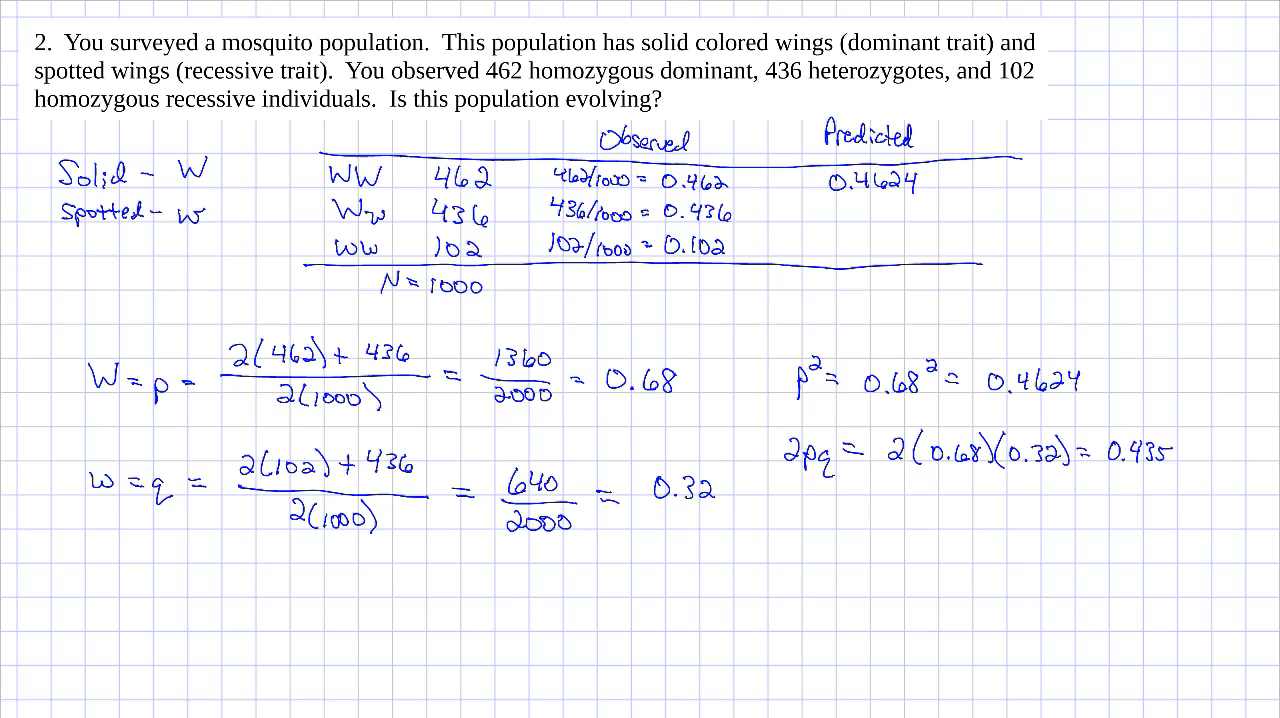 2. You surveyed a mosquito population. This population has solid colored wings (dominant trait) and
spotted wings (recessive trait). You observed 462 homozygous dominant, 436 heterozygotes, and 102
homozygous recessive individuals. Is this population evolving?
Observed Predicted
Solid - W
Spotted - w
WW 462 462/1000 = 0.462 0.4624
Ww 436 436/1000 = 0.436
ww 102 102/1000 = 0.102
N = 1000
W = p = 2(462) + 436 / 2(1000) = 1360 / 2000 = 0.68
p² = 0.68² = 0.4624
2pq = 2(0.68)(0.32) = 0.435
w = q = 2(102) + 436 / 2(1000) = 640 / 2000 = 0.32